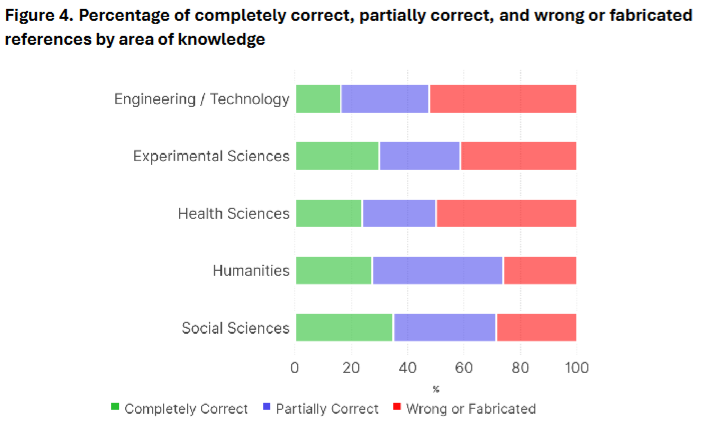 Figure 4. Percentage of completely correct, partially correct, and wrong or fabricated
references by area of knowledge
Engineering / Technology
Experimental Sciences
Health Sciences
Humanities
Social Sciences
0 20 40 60 80 100
%
Completely Correct Partially Correct Wrong or Fabricated